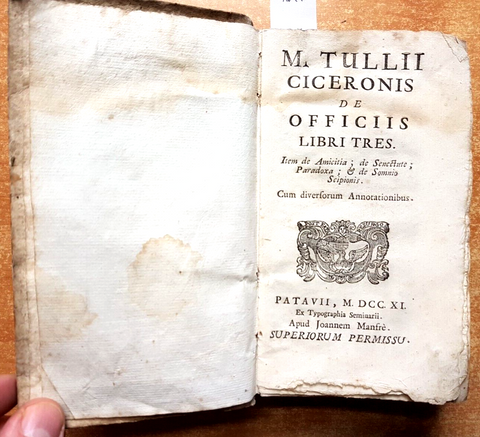 M. TULLII
CICERONIS
DE
OFFICIIS
LIBRI TRES.
Item de Amicitia ; de Senectute ;
Paradoxa ; & de Somnio
Scipionis.
Cum diversorum Annotationibus.
PATAVII, M. DCC. XI.
Ex Typographia Seminarii.
Apud Joannem Manfrè.
SUPERIORUM PERMISSU.